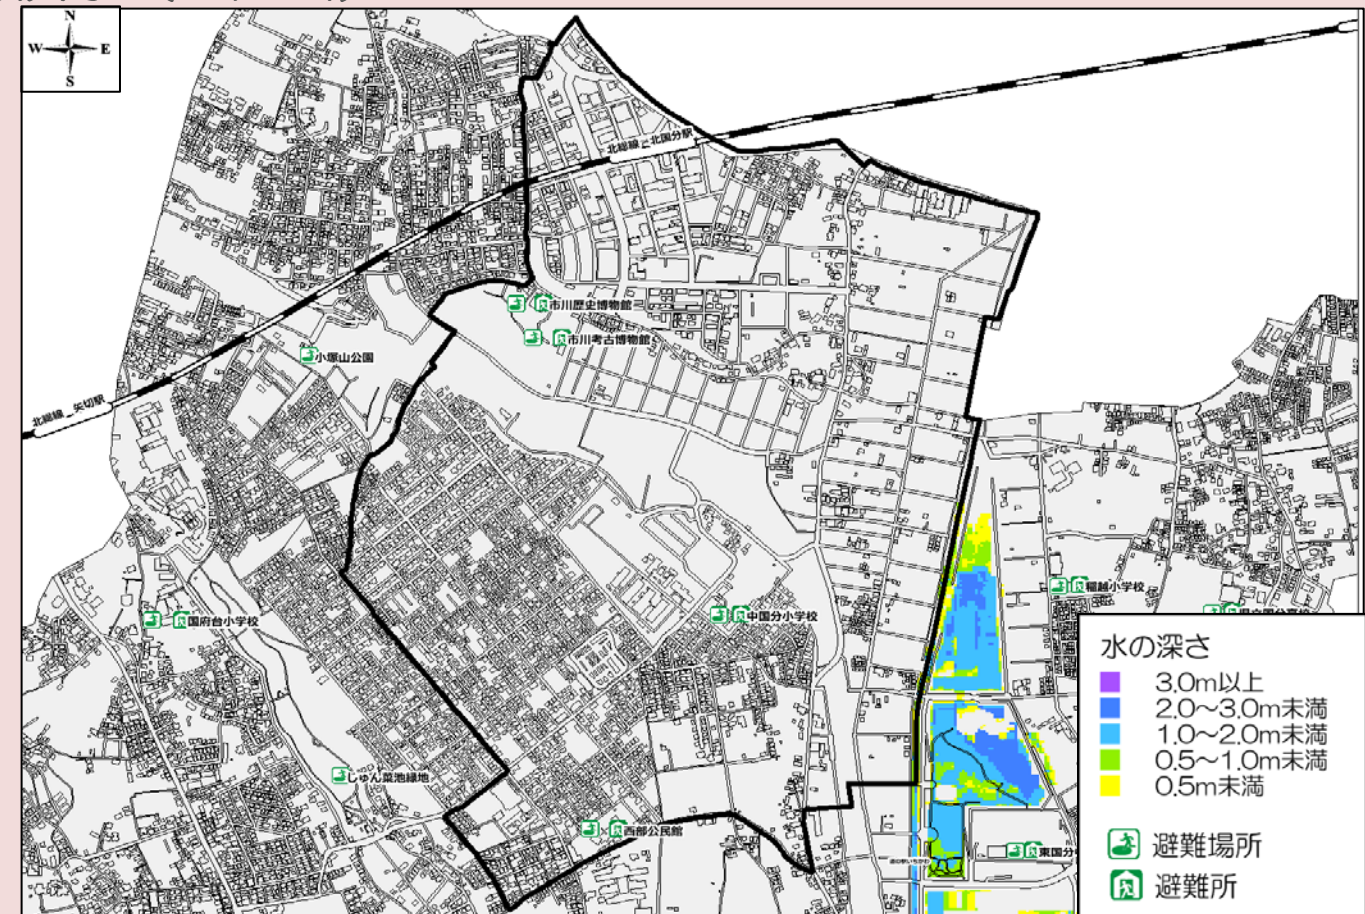 N
W E
S
北総線 北国分駅
市川歴史博物館
市川考古博物館
小塚山公園
北総線 矢切駅
稲越小学校
国府台小学校
中国分小学校
水の深さ
3.0m以上
2.0〜3.0m未満
1.0〜2.0m未満
0.5〜1.0m未満
0.5m未満
じゅん菜池緑地
西部公民館
東国分
避難場所
避難所